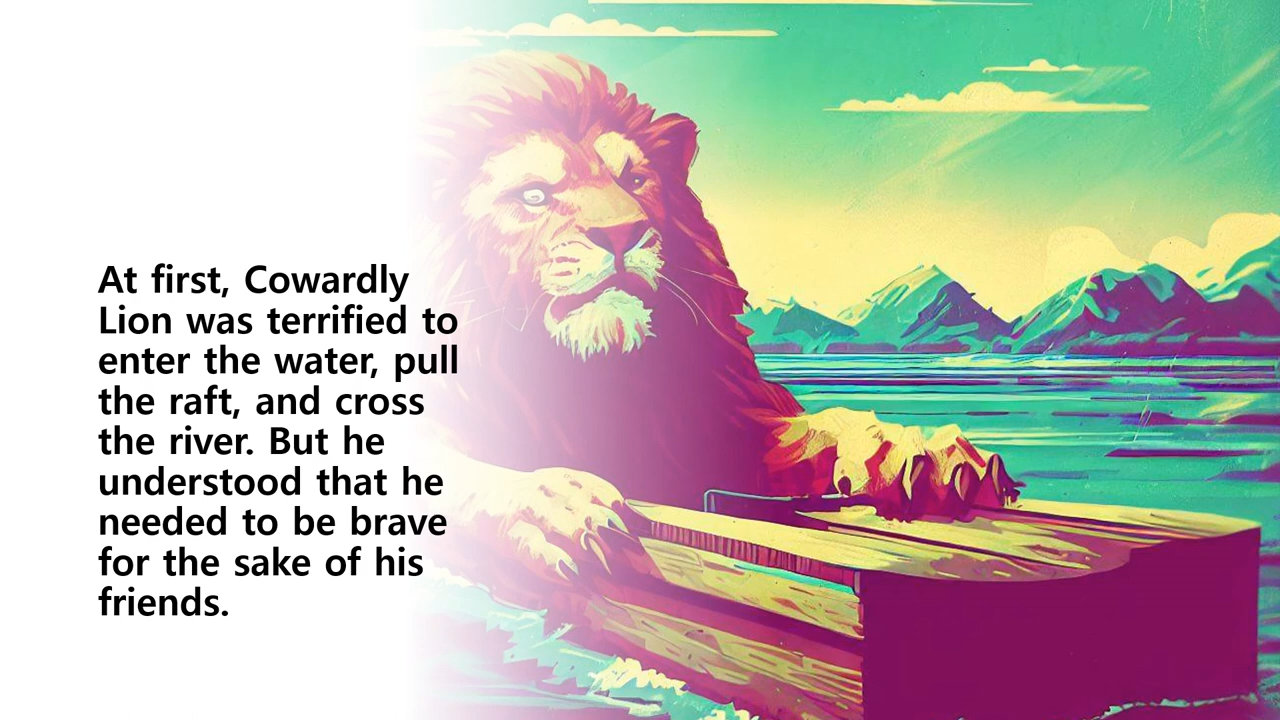 At first, Cowardly
Lion was terrified to
enter the water, pull
the raft, and cross
the river. But he
understood that he
needed to be brave
for the sake of his
friends.